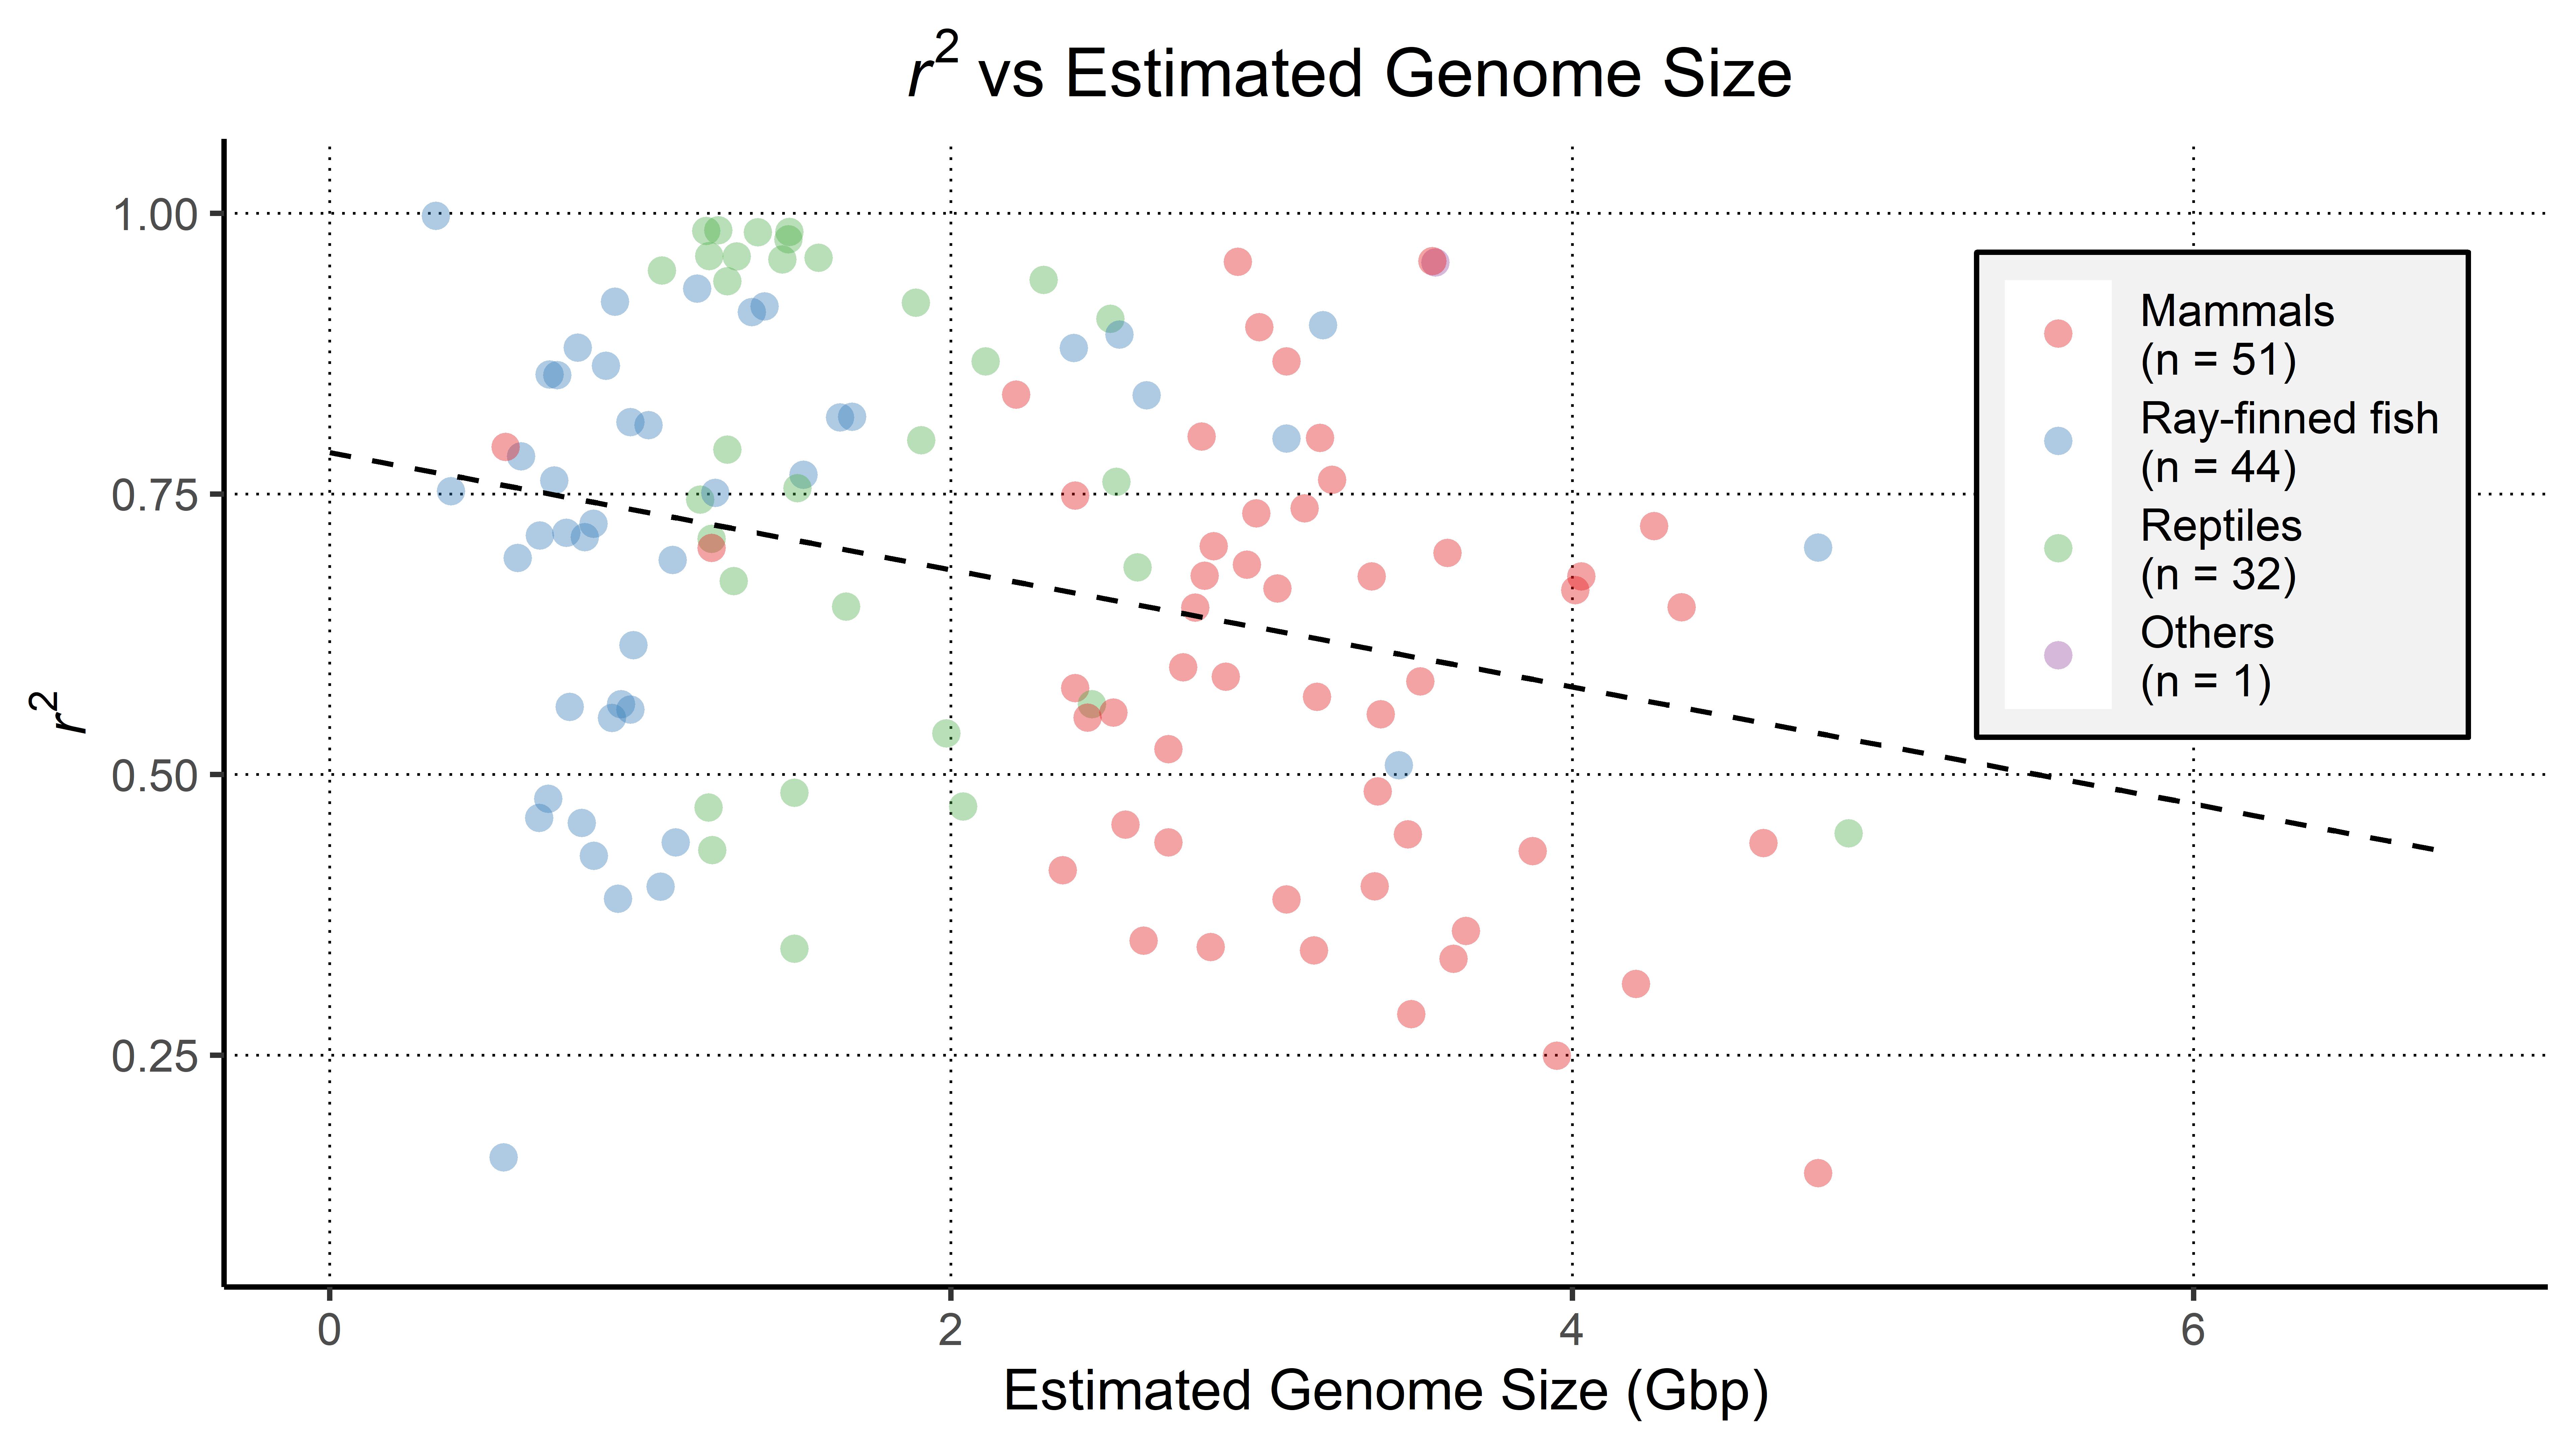 r² vs Estimated Genome Size
r²
1.00
0.75
0.50
0.25
0
2
4
6
Estimated Genome Size (Gbp)
Mammals
(n = 51)
Ray-finned fish
(n = 44)
Reptiles
(n = 32)
Others
(n = 1)